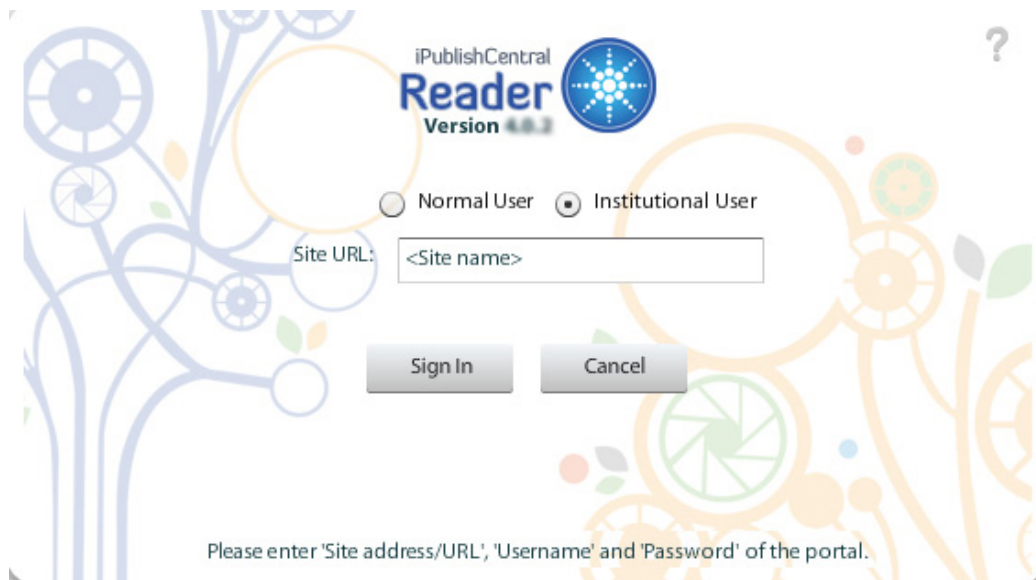 iPublishCentral
Reader
Version
?
Normal User Institutional User
Site URL: <Site name>
Sign In Cancel
Please enter 'Site address/URL', 'Username' and 'Password' of the portal.